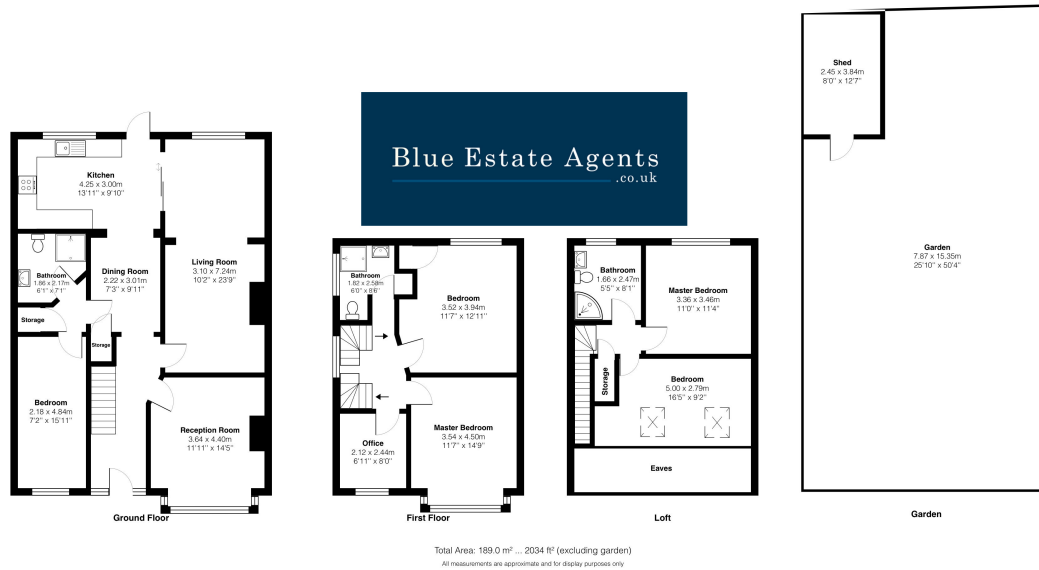 Blue Estate Agents
.co.uk
Kitchen
4.25 x 3.00m
13'11" x 9'10"
Bathroom
1.86 x 2.17m
6'1" x 7'1"
Dining Room
2.22 x 3.01m
7'3" x 9'11"
Living Room
3.10 x 7.24m
10'2" x 23'9"
Storage
Storage
Bedroom
2.18 x 4.84m
7'2" x 15'11"
Reception Room
3.64 x 4.40m
11'11" x 14'5"
Ground Floor
Bathroom
1.82 x 2.58m
6'0" x 8'6"
Bedroom
3.52 x 3.94m
11'7" x 12'11"
Office
2.12 x 2.44m
6'11" x 8'0"
Master Bedroom
3.54 x 4.50m
11'7" x 14'9"
First Floor
Bathroom
1.66 x 2.47m
5'5" x 8'1"
Master Bedroom
3.36 x 3.46m
11'0" x 11'4"
Storage
Bedroom
5.00 x 2.79m
16'5" x 9'2"
Eaves
Loft
Shed
2.45 x 3.84m
8'0" x 12'7"
Garden
7.87 x 15.35m
25'10" x 50'4"
Garden
Total Area: 189.0 m² ... 2034 ft² (excluding garden)
All measurements are approximate and for display purposes only